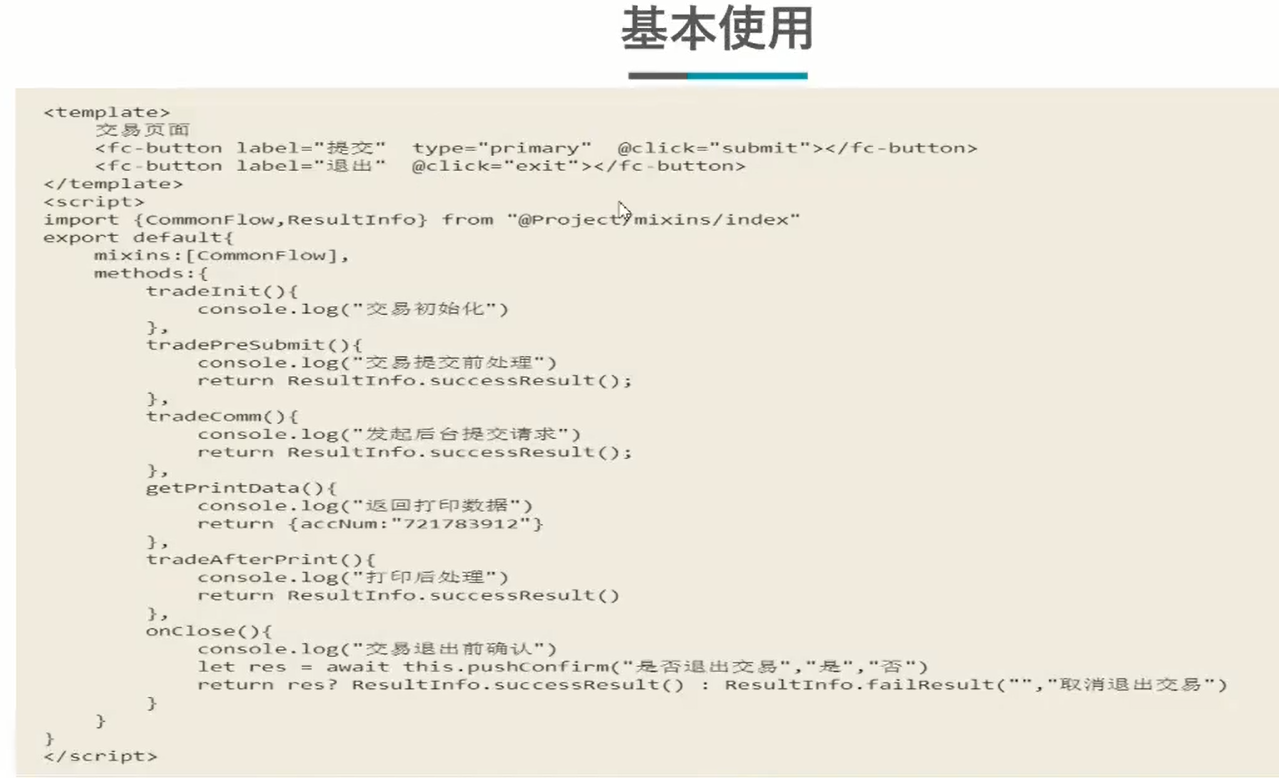 基本使用
<template>
交易页面
<fc-button label="提交" type="primary" @click="submit"></fc-button>
<fc-button label="退出" @click="exit"></fc-button>
</template>
<script>
import {CommonFlow,ResultInfo} from "@Project/mixins/index"
export default{
mixins:[CommonFlow],
methods:{
tradeInit(){
console.log("交易初始化")
},
tradePreSubmit(){
console.log("交易提交前处理")
return ResultInfo.successResult();
},
tradeComm(){
console.log("发起后台提交请求")
return ResultInfo.successResult();
},
getPrintData(){
console.log("返回打印数据")
return {accNum:"721783912"}
},
tradeAfterPrint(){
console.log("打印后处理")
return ResultInfo.successResult()
},
onClose(){
console.log("交易退出前确认")
let res = await this.pushConfirm("是否退出交易","是","否")
return res? ResultInfo.successResult() : ResultInfo.failResult("","取消退出交易")
}
}
}
</script>